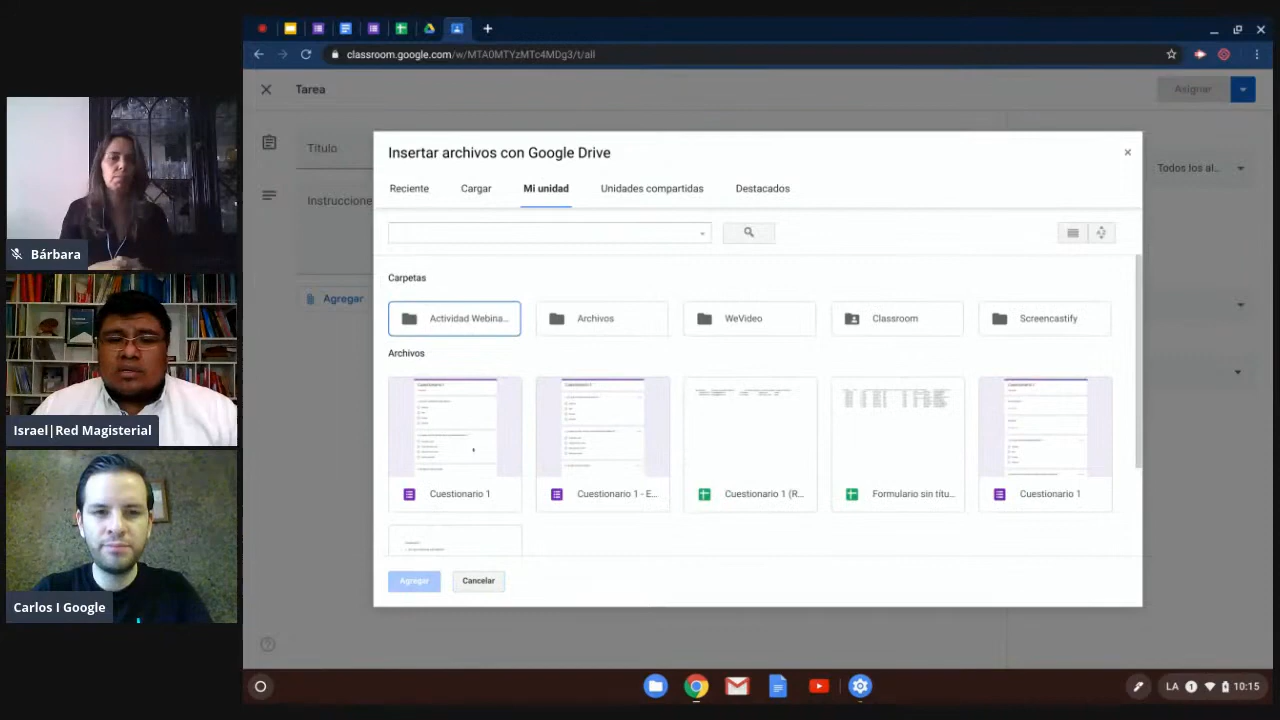 classroom.google.com/w/MTA0MTYzMTc4MDg3/t/all
Tarea
Asignar
Título
Todos los al...
Instruccione
Agregar
Insertar archivos con Google Drive
Reciente
Cargar
Mi unidad
Unidades compartidas
Destacados
Carpetas
Actividad Webina...
Archivos
WeVideo
Classroom
Screencastify
Archivos
Cuestionario 1
Cuestionario 1 - E...
Cuestionario 1 (R...
Formulario sin títu...
Cuestionario 1
Agregar
Cancelar
Bárbara
Israel|Red Magisterial
Carlos I Google
LA
1
10:15